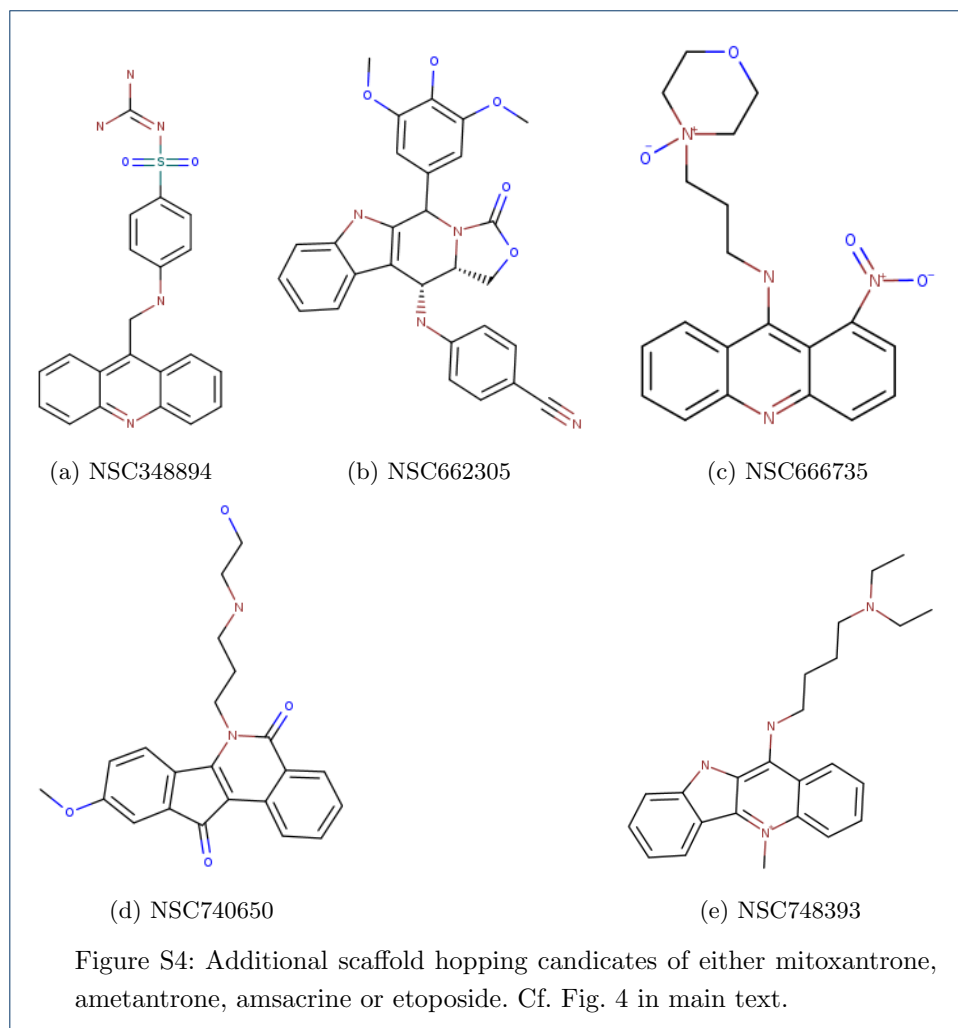 N
N
N
O
S
O
N
N
(a) NSC348894
O
O
O
O
N
N
O
N
N
(b) NSC662305
O
N⁺
O⁻
O
N
N⁺
O⁻
N
(c) NSC666735
O
N
N
O
O
O
(d) NSC740650
N
N
N
N⁺
(e) NSC748393
Figure S4: Additional scaffold hopping candicates of either mitoxantrone,
ametantrone, amsacrine or etoposide. Cf. Fig. 4 in main text.